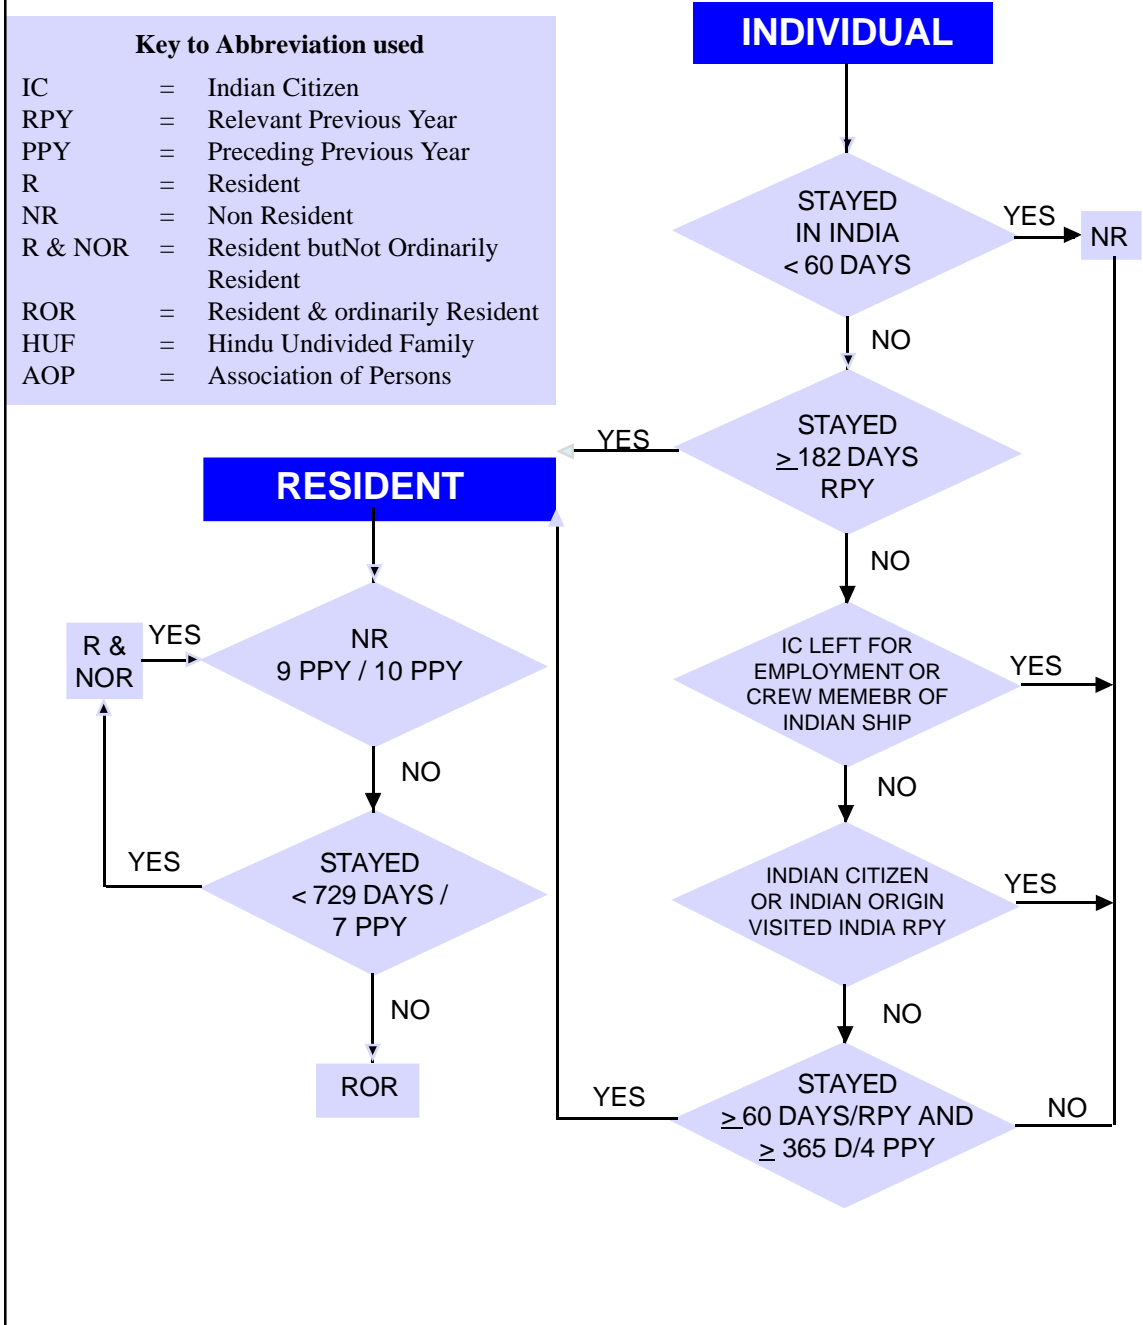 Key to Abbreviation used
IC = Indian Citizen
RPY = Relevant Previous Year
PPY = Preceding Previous Year
R = Resident
NR = Non Resident
R & NOR = Resident butNot Ordinarily
Resident
ROR = Resident & ordinarily Resident
HUF = Hindu Undivided Family
AOP = Association of Persons
INDIVIDUAL
STAYED
IN INDIA
< 60 DAYS
YES
NR
NO
STAYED
≥ 182 DAYS
RPY
YES
RESIDENT
NO
IC LEFT FOR
EMPLOYMENT OR
CREW MEMEBR OF
INDIAN SHIP
YES
NO
INDIAN CITIZEN
OR INDIAN ORIGIN
VISITED INDIA RPY
YES
NO
STAYED
≥ 60 DAYS/RPY AND
≥ 365 D/4 PPY
YES
NO
NR
9 PPY / 10 PPY
YES
R &
NOR
NO
STAYED
< 729 DAYS /
7 PPY
YES
NO
ROR